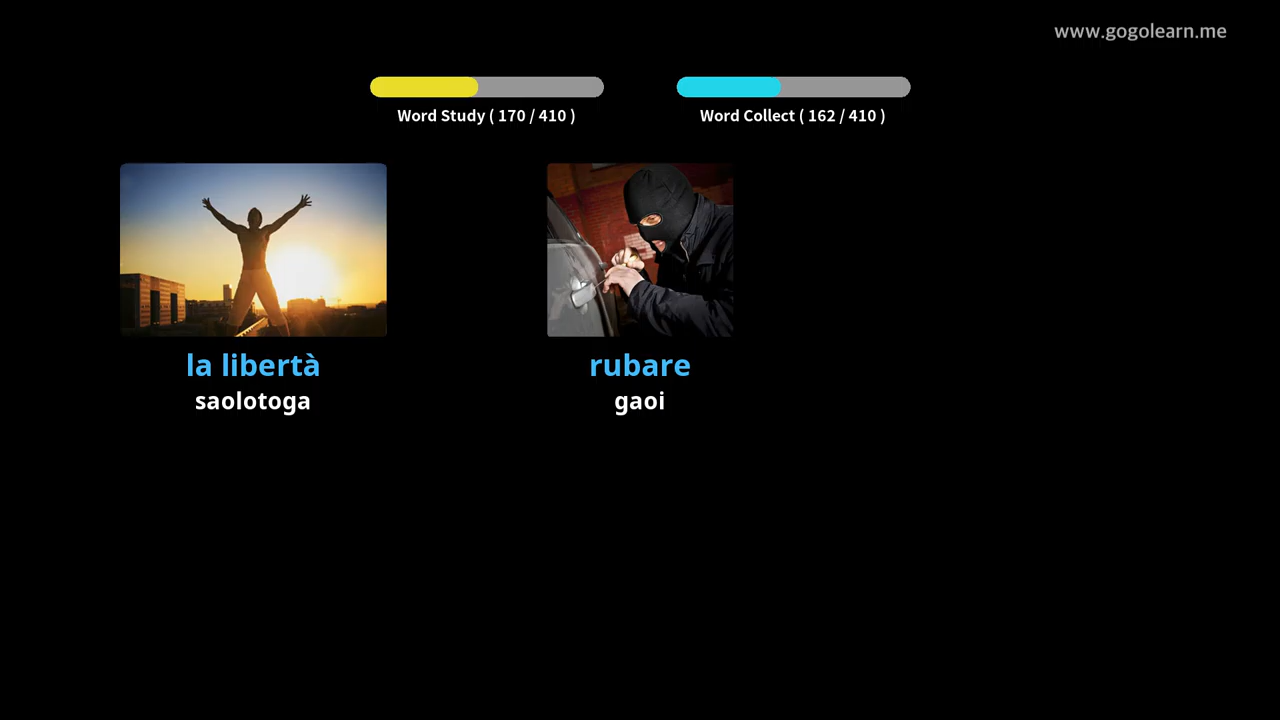 www.gogolearn.me
Word Study ( 170 / 410 )
Word Collect ( 162 / 410 )
la libertà
saolotoga
rubare
gaoi